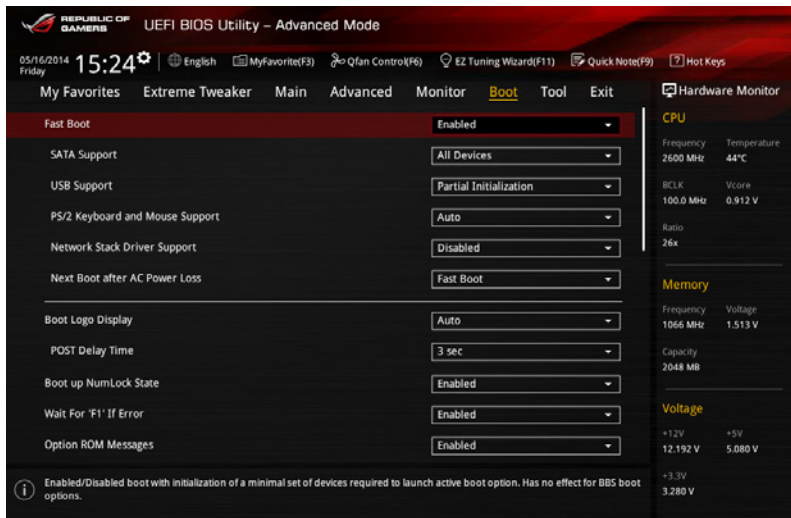 REPUBLIC OF
GAMERS
UEFI BIOS Utility – Advanced Mode
05/16/2014
Friday
15:24
English
MyFavorite(F3)
Qfan Control(F6)
EZ Tuning Wizard(F11)
Quick Note(F9)
? Hot Keys
My Favorites Extreme Tweaker Main Advanced Monitor Boot Tool Exit
Fast Boot Enabled
SATA Support All Devices
USB Support Partial Initialization
PS/2 Keyboard and Mouse Support Auto
Network Stack Driver Support Disabled
Next Boot after AC Power Loss Fast Boot
Boot Logo Display Auto
POST Delay Time 3 sec
Boot up NumLock State Enabled
Wait For 'F1' If Error Enabled
Option ROM Messages Enabled
Enabled/Disabled boot with initialization of a minimal set of devices required to launch active boot option. Has no effect for BBS boot
options.
Hardware Monitor
CPU
Frequency Temperature
2600 MHz 44°C
BCLK Vcore
100.0 MHz 0.912 V
Ratio
26x
Memory
Frequency Voltage
1066 MHz 1.513 V
Capacity
2048 MB
Voltage
+12V +5V
12.192 V 5.080 V
+3.3V
3.280 V